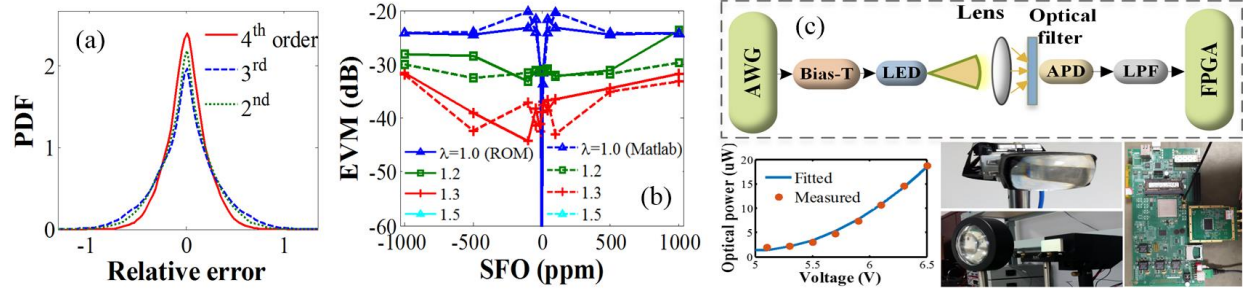 (a)
4th order
3rd
2nd
PDF
2
1
0
-1
0
1
Relative error
EVM (dB)
-20
-30
-40
-50
-60
λ=1.0 (ROM)
1.2
1.3
1.5
λ=1.0 (Matlab)
1.2
1.3
1.5
(b)
-1000
-500
0
500
1000
SFO (ppm)
(c)
Lens
Optical
filter
AWG
Bias-T
LED
APD
LPF
FPGA
Optical power (uW)
20
15
10
5
0
Fitted
Measured
5
5.5
6
6.5
Voltage (V)